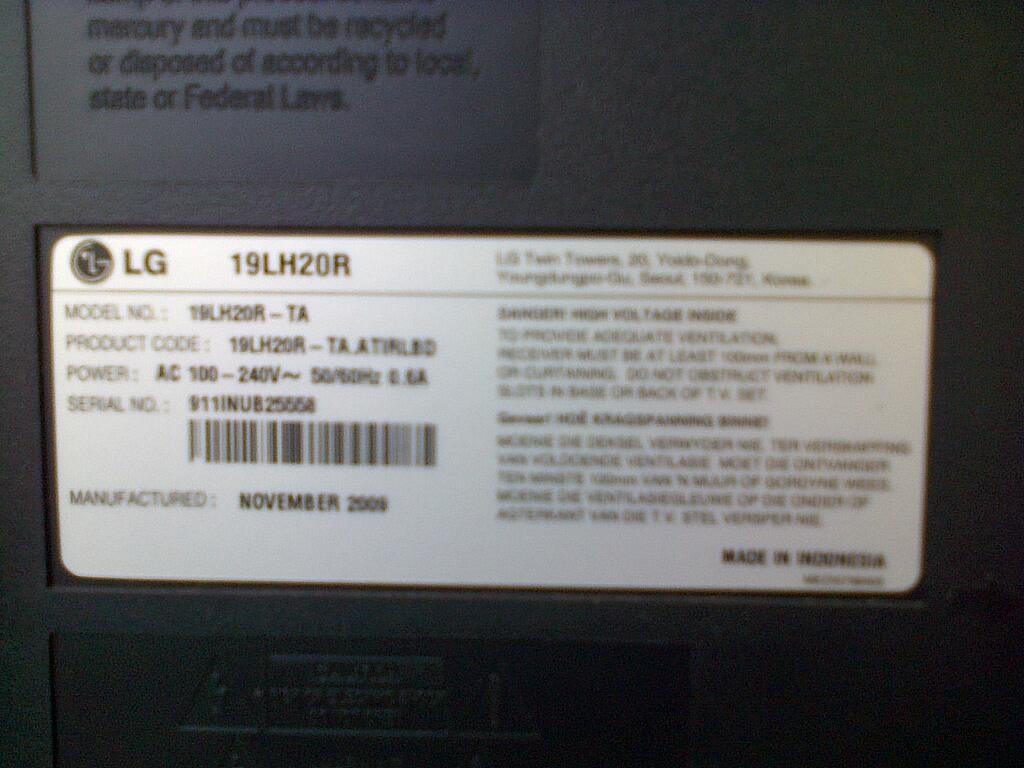 mercury and must be recycled
or disposed of according to local,
state or Federal Laws.
LG 19LH20R
LG Twin Towers, 20, Yoido-Dong,
Youngdungpo-Gu, Seoul, 150-721, Korea.
MODEL NO.: 19LH20R-TA
PRODUCT CODE: 19LH20R-TA.ATIRLBD
POWER: AC 100-240V~ 50/60Hz 0.6A
SERIAL NO.: 911INUB25558
MANUFACTURED: NOVEMBER 2009
DANGER! HIGH VOLTAGE INSIDE
TO PROVIDE ADEQUATE VENTILATION,
RECEIVER MUST BE AT LEAST 100mm FROM A WALL
OR CURTAINING. DO NOT OBSTRUCT VENTILATION
SLOTS IN BASE OR BACK OF T.V. SET.
Gevaar! HOË KRAGSPANNING BINNE!
MOENIE DIE DEKSEL VERWYDER NIE. TER VERSKAFFING
VAN VOLDOENDE VENTILASIE MOET DIE ONTVANGER
TEN MINSTE 100mm VAN 'N MUUR OF GORDYNE WEES.
MOENIE DIE VENTILASIEGLEUWE OP DIE ONDER-OF
AGTERKANT VAN DIE T.V. STEL VERSPER NIE.
MADE IN INDONESIA